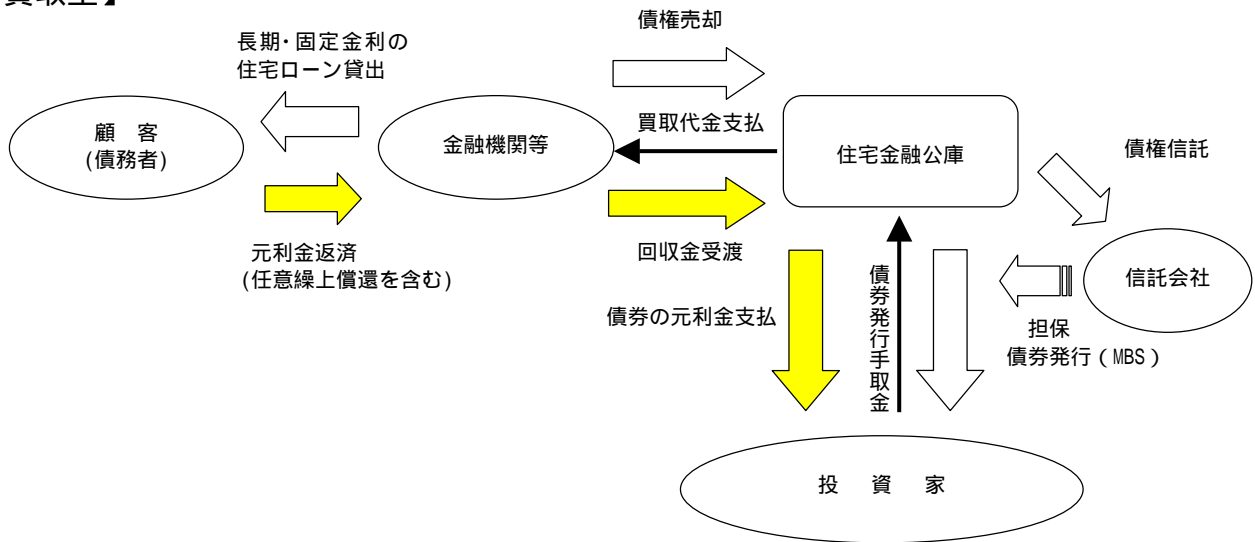 買取型】
債権売却
長期・固定金利の
住宅ローン貸出
顧 客
(債務者)
金融機関等
買取代金支払
住宅金融公庫
債権信託
元利金返済
(任意繰上償還を含む)
回収金受渡
債券の元利金支払
債券発行手取金
信託会社
担保
債券発行（MBS）
投 資 家